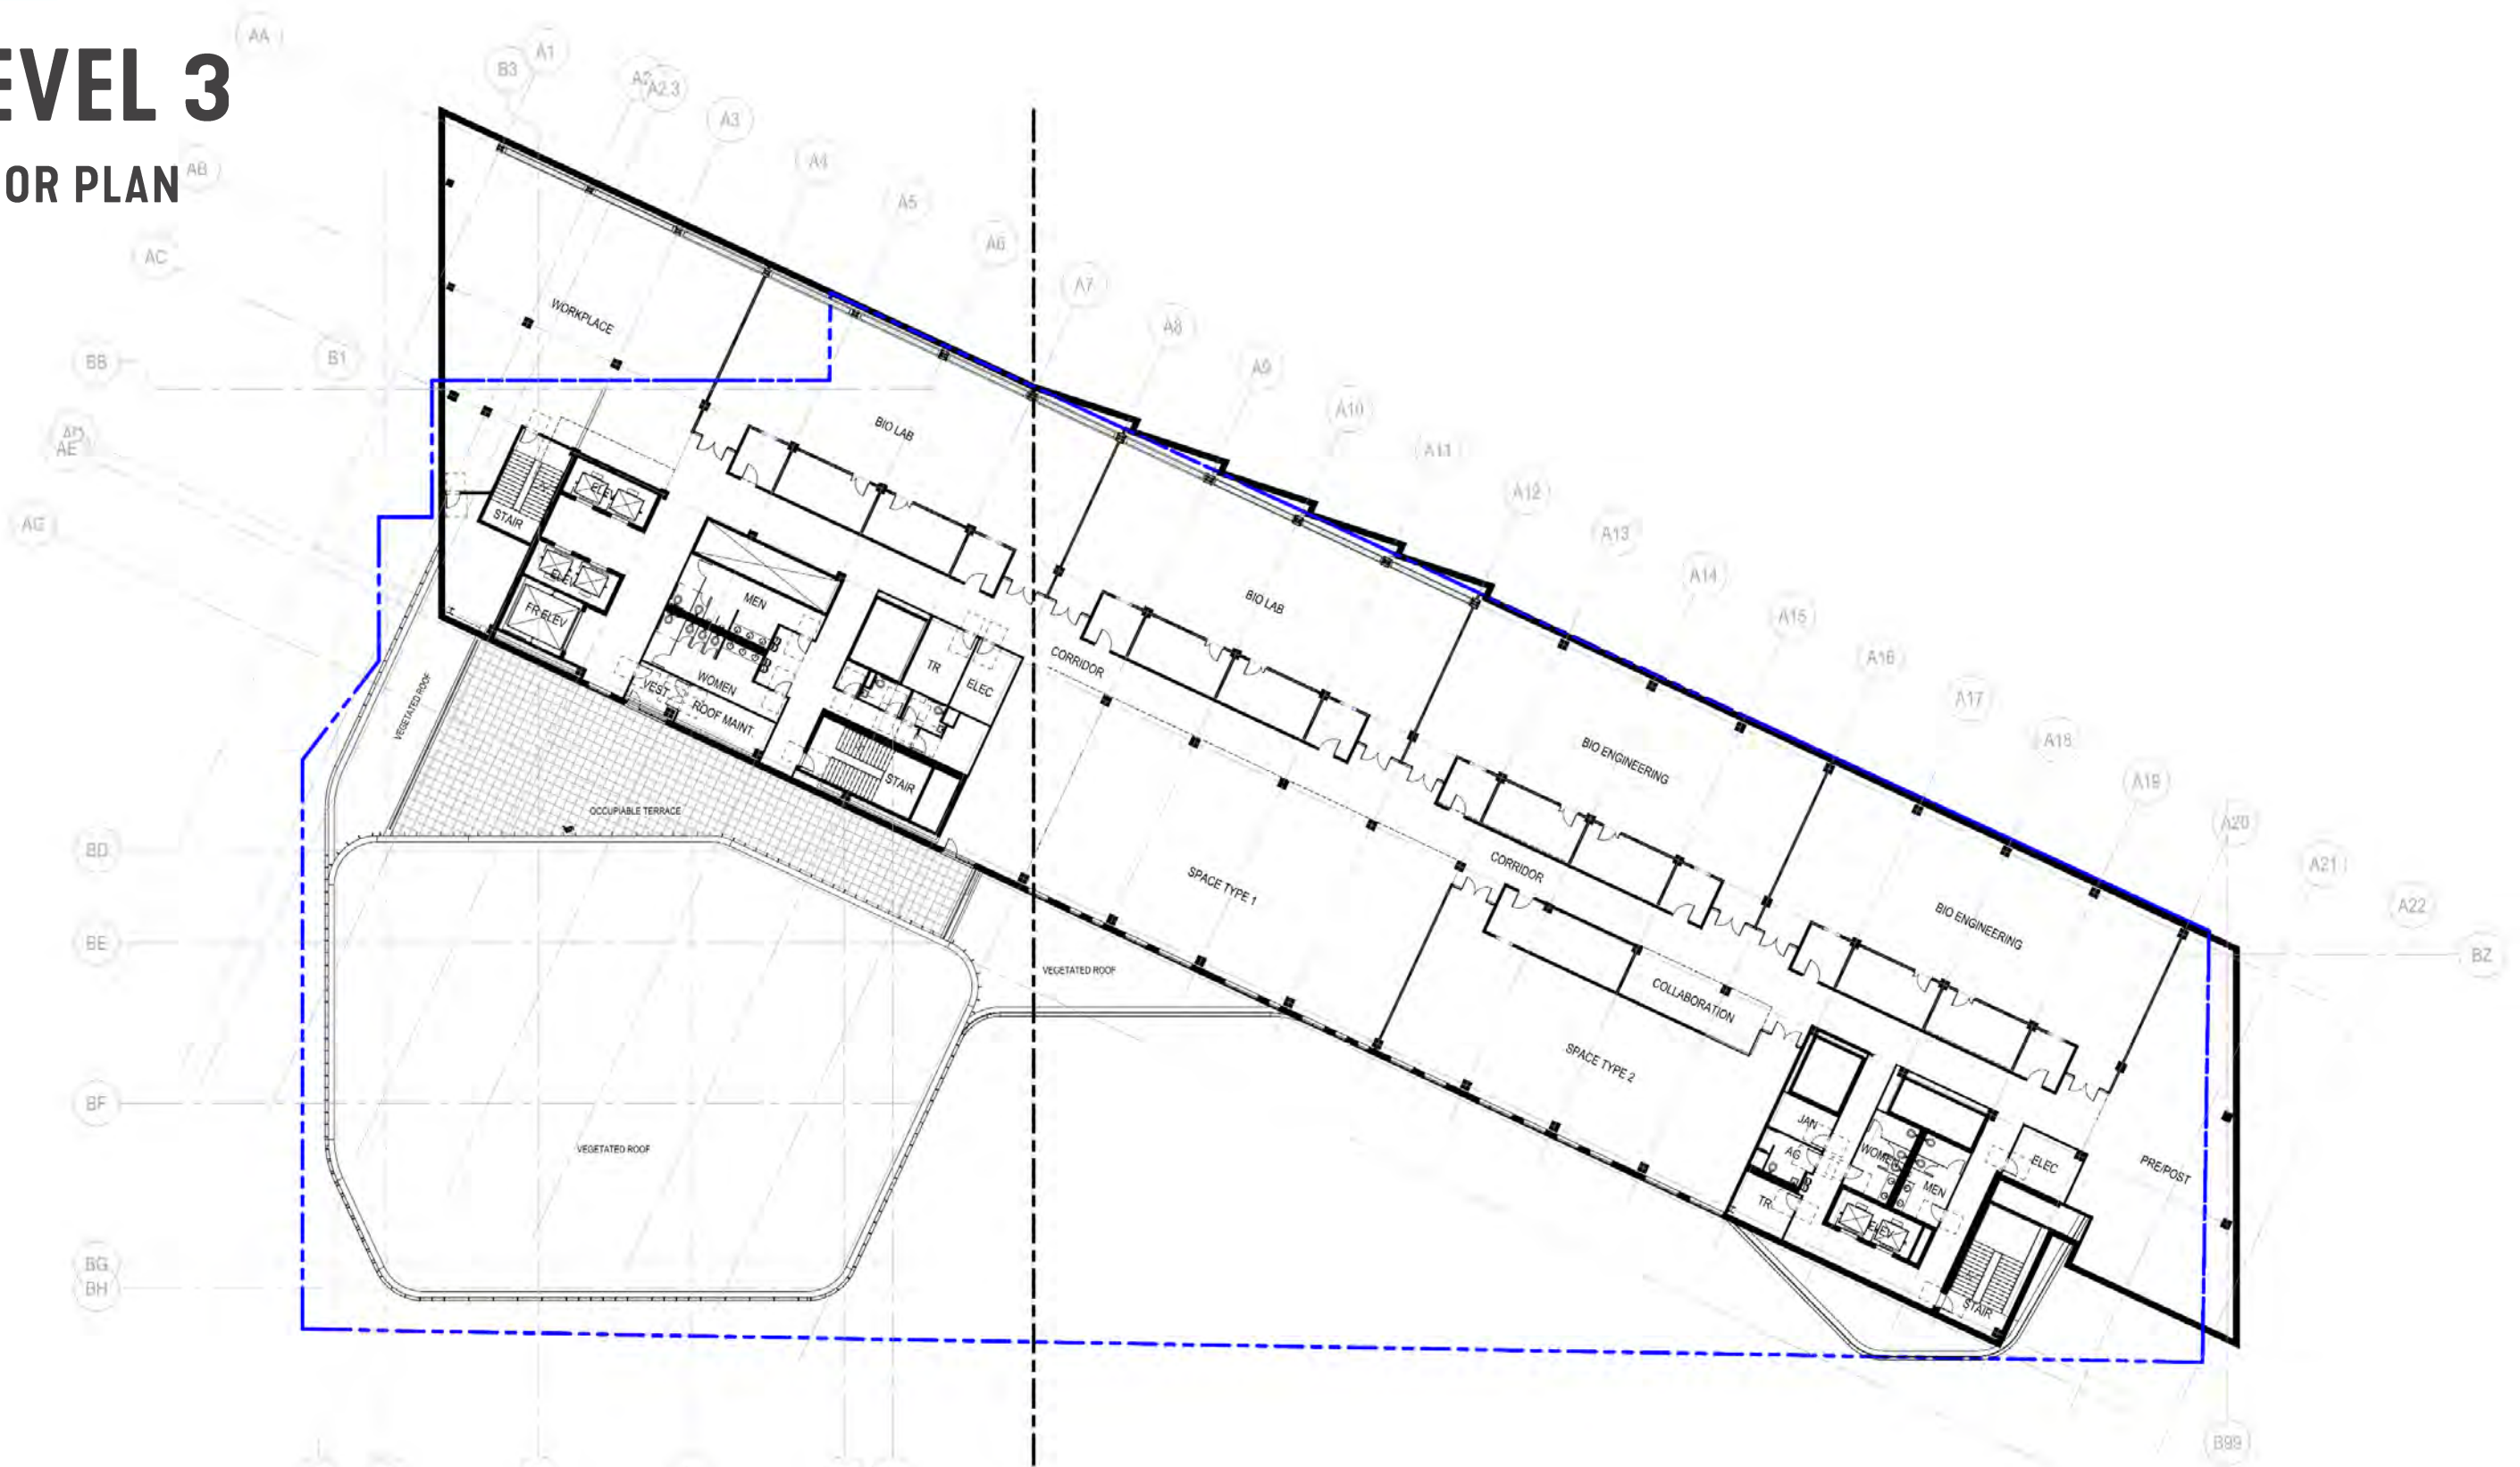 EVEL 3
OR PLAN
AA
B3
A1
A2
A2.3
A3
A4
A5
A6
A7
A8
A9
A10
A11
A12
A13
A14
A15
A16
A17
A18
A19
A20
A21
A22
BZ
B99
AB
AC
BB
B1
AE
AG
BD
BE
BF
BG
BH
WORKPLACE
BIO LAB
ELEV
STAIR
ELEV
FR ELEV
MEN
WOMEN
VEST
ROOF MAINT.
TR
ELEC
STAIR
VEGETATED ROOF
OCCUPIABLE TERRACE
VEGETATED ROOF
VEGETATED ROOF
BIO LAB
CORRIDOR
SPACE TYPE 1
BIO ENGINEERING
CORRIDOR
COLLABORATION
SPACE TYPE 2
BIO ENGINEERING
JAN
AG
TR
WOMEN
MEN
ELEV
ELEC
STAIR
PRE/POST